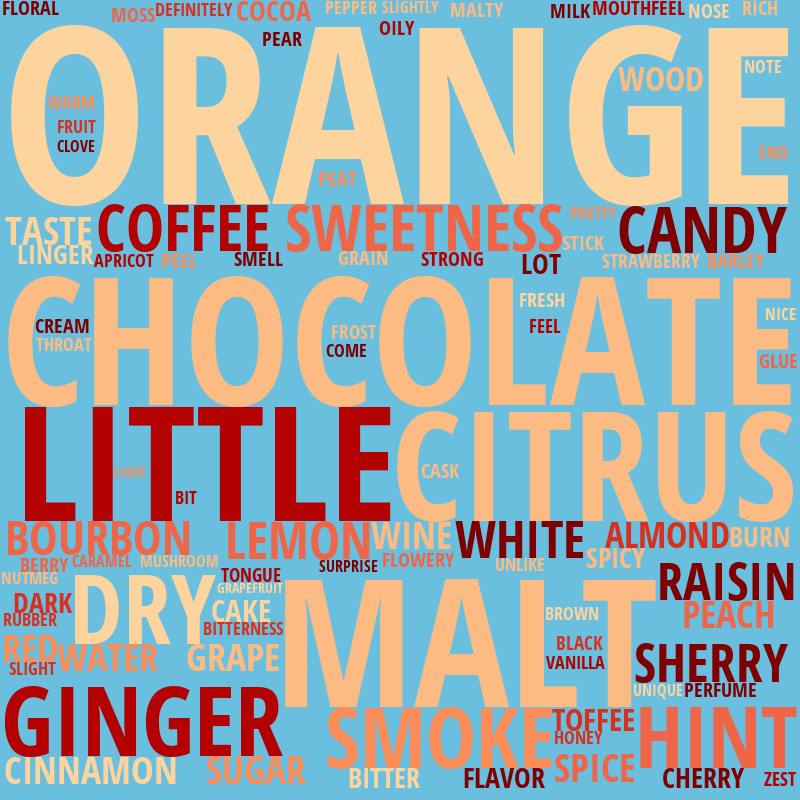 FLORAL MOSS DEFINITELY COCOA PEPPER SLIGHTLY MALTY MILK MOUTHFEEL NOSE RICH
PEAR OILY
ORANGE
WOOD NOTE
WARM
FRUIT
CLOVE
END
PEAT
TASTE COFFEE SWEETNESS PRETTY CANDY
LINGER STICK
APRICOT PEEL SMELL GRAIN STRONG LOT STRAWBERRY BARLEY
CHOCOLATE
FRESH NICE
CREAM FROST FEEL
THROAT COME GLUE
LITTLE CITRUS
LIGHT CASK
BIT
BOURBON LEMON WINE WHITE ALMOND BURN
BERRY CARAMEL MUSHROOM SURPRISE FLOWERY UNLIKE SPICY
NUTMEG TONGUE
DRY GRAPEFRUIT MALT RAISIN
DARK CAKE BROWN PEACH
RUBBER BITTERNESS
RED WATER GRAPE BLACK SHERRY
SLIGHT VANILLA
UNIQUE PERFUME
GINGER SMOKE TOFFEE HINT
HONEY
CINNAMON SUGAR BITTER FLAVOR SPICE CHERRY ZEST